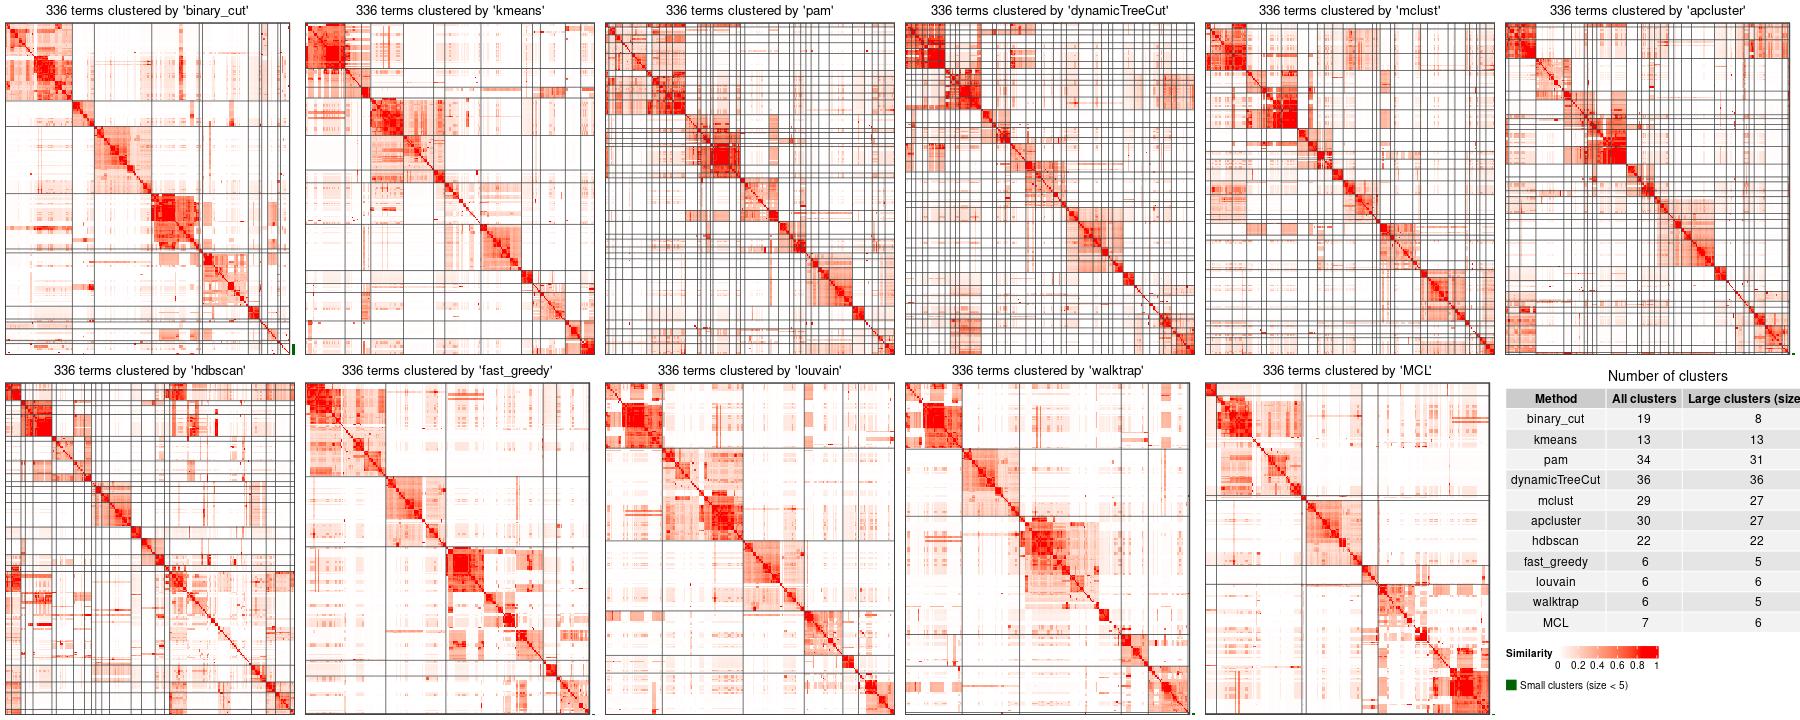 336 terms clustered by 'binary_cut'
336 terms clustered by 'kmeans'
336 terms clustered by 'pam'
336 terms clustered by 'dynamicTreeCut'
336 terms clustered by 'mclust'
336 terms clustered by 'apcluster'
336 terms clustered by 'hdbscan'
336 terms clustered by 'fast_greedy'
336 terms clustered by 'louvain'
336 terms clustered by 'walktrap'
336 terms clustered by 'MCL'
Number of clusters
Method All clusters Large clusters (size
binary_cut 19 8
kmeans 13 13
pam 34 31
dynamicTreeCut 36 36
mclust 29 27
apcluster 30 27
hdbscan 22 22
fast_greedy 6 5
louvain 6 6
walktrap 6 5
MCL 7 6
Similarity
0 0.2 0.4 0.6 0.8 1
Small clusters (size < 5)